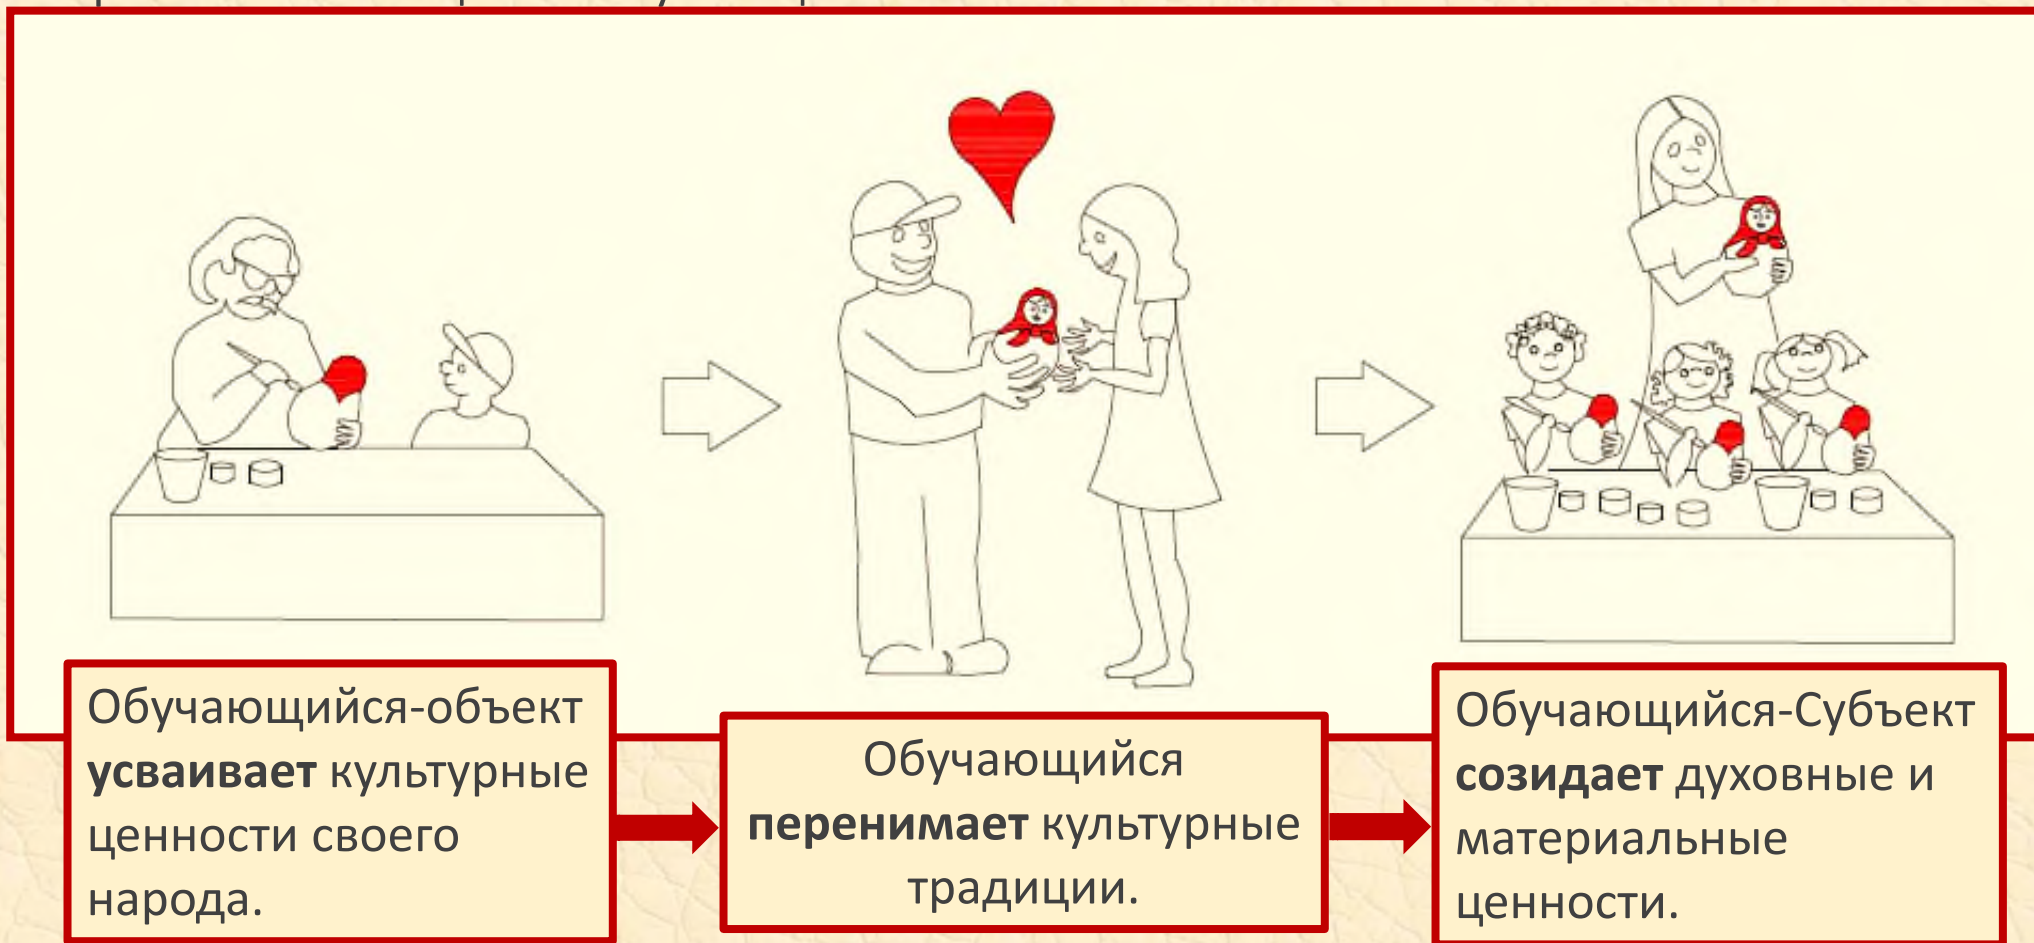 Обучающийся-объект
усваивает культурные
ценности своего
народа.
Обучающийся
перенимает культурные
традиции.
Обучающийся-Субъект
созидает духовные и
материальные
ценности.